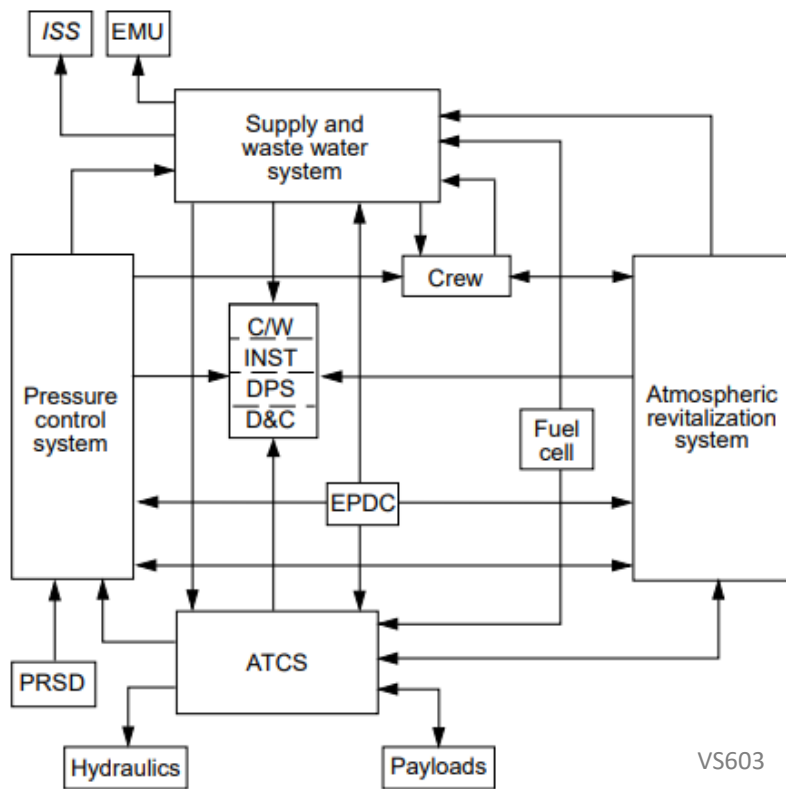 ISS
EMU
Supply and
waste water
system
Crew
C/W
INST
DPS
D&C
Pressure
control
system
Atmospheric
revitalization
system
Fuel
cell
EPDC
ATCS
PRSD
Hydraulics
Payloads
VS603